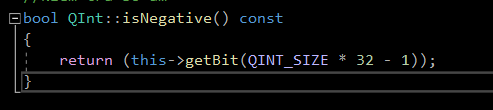 bool QInt::isNegative() const
{
return (this->getBit(QINT_SIZE * 32 - 1));
}